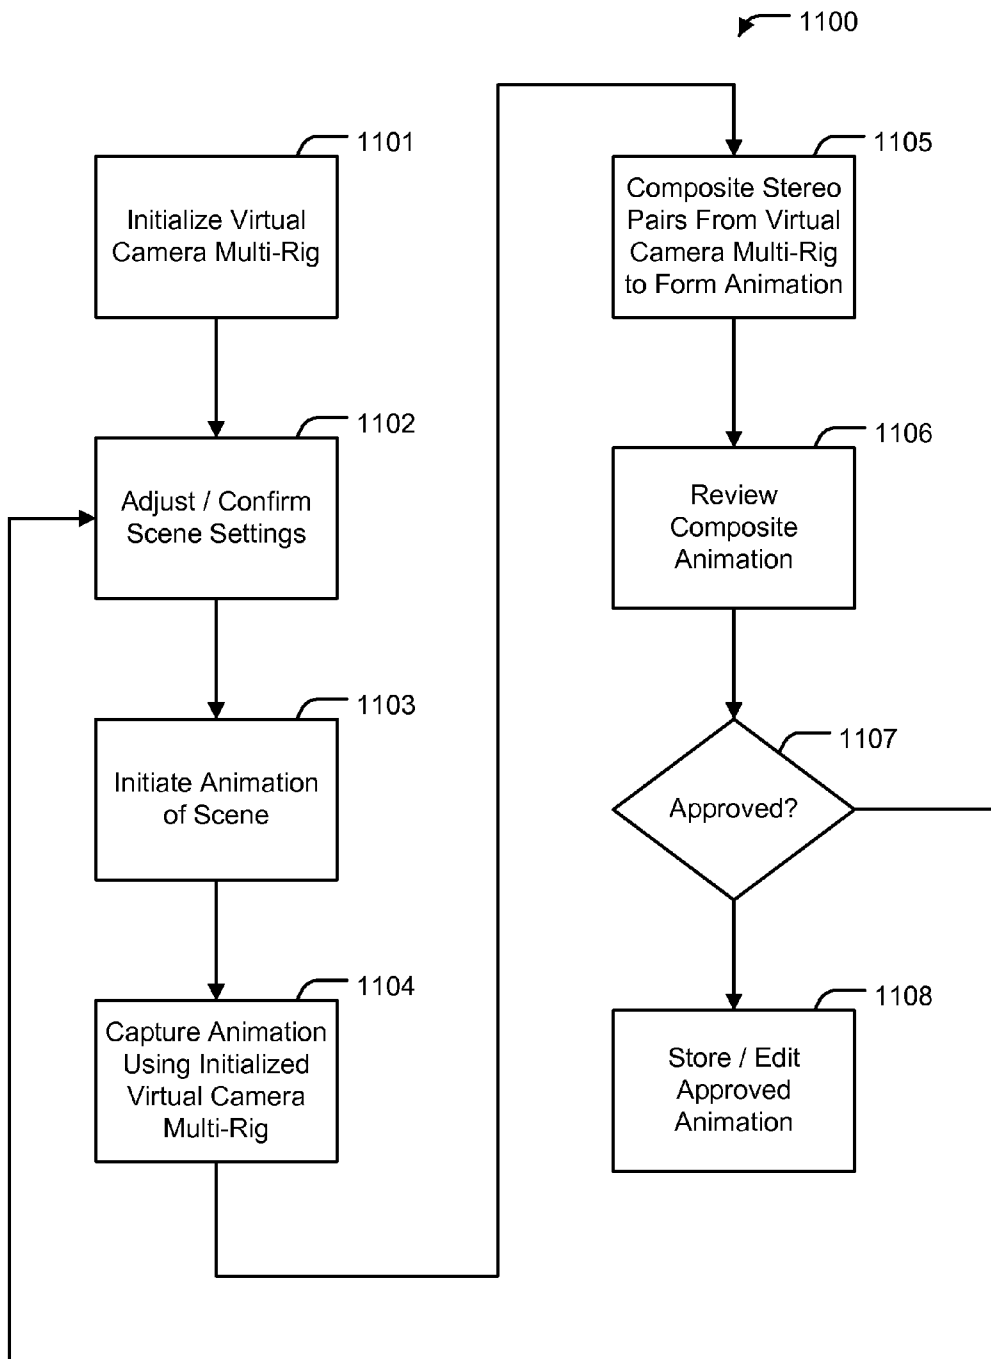 1100
1101
Initialize Virtual
Camera Multi-Rig
1102
Adjust / Confirm
Scene Settings
1103
Initiate Animation
of Scene
1104
Capture Animation
Using Initialized
Virtual Camera
Multi-Rig
1105
Composite Stereo
Pairs From Virtual
Camera Multi-Rig
to Form Animation
1106
Review
Composite
Animation
1107
Approved?
1108
Store / Edit
Approved
Animation